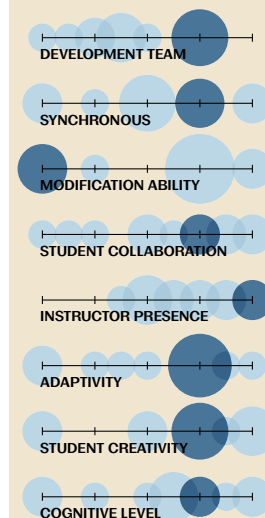 DEVELOPMENT TEAM
SYNCHRONOUS
MODIFICATION ABILITY
STUDENT COLLABORATION
INSTRUCTOR PRESENCE
ADAPTIVITY
STUDENT CREATIVITY
COGNITIVE LEVEL